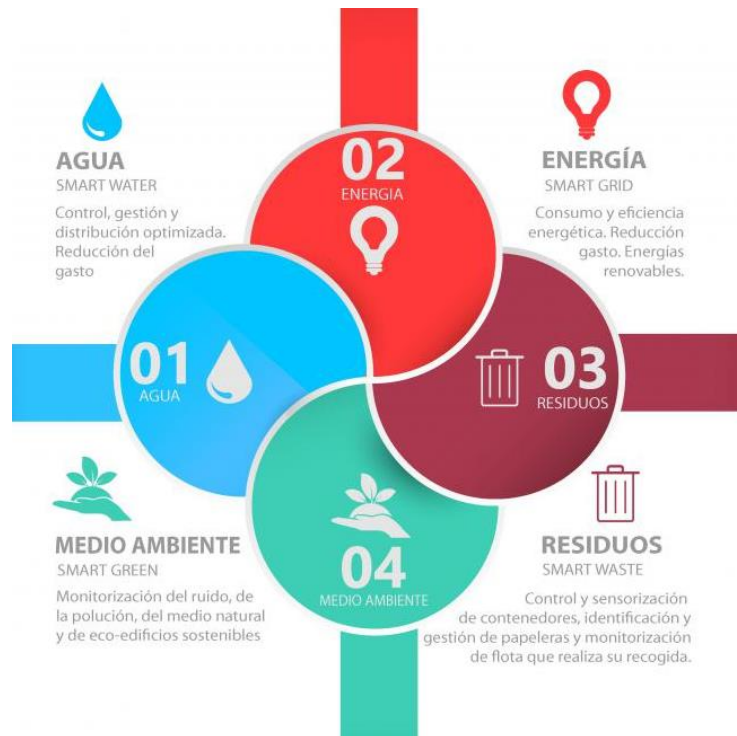 AGUA
SMART WATER
Control, gestión y
distribución optimizada.
Reducción del
gasto
02
ENERGIA
ENERGÍA
SMART GRID
Consumo y eficiencia
energética. Reducción
gasto. Energías
renovables.
01
AGUA
03
RESIDUOS
MEDIO AMBIENTE
SMART GREEN
Monitorización del ruido, de
la polución, del medio natural
y de eco-edificios sostenibles
04
MEDIO AMBIENTE
RESIDUOS
SMART WASTE
Control y sensorización
de contenedores, identificación y
gestión de papeleras y monitorización
de flota que realiza su recogida.